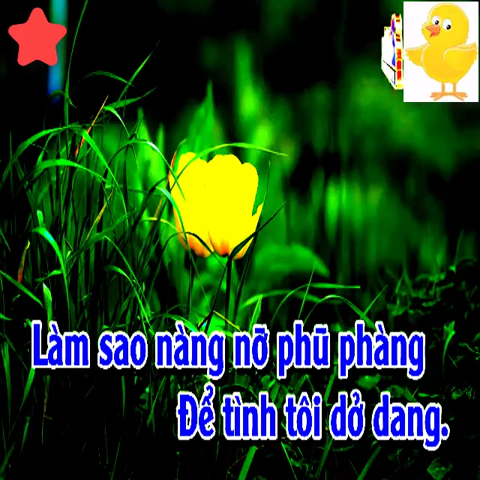 Làm sao nàng nỡ phũ phàng
Để tình tôi dở dang.